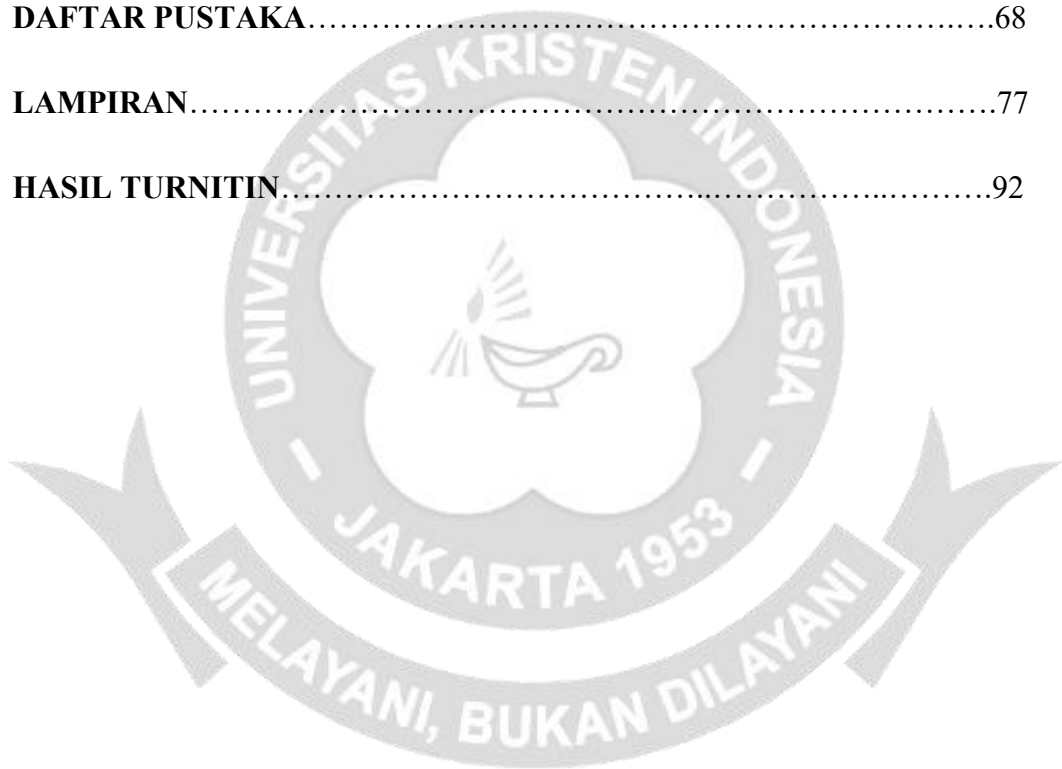 DAFTAR PUSTAKA……………………………………………………….….68
LAMPIRAN…………………………………………………………………….77
HASIL TURNITIN…………………………………..……………..……….92
UNIVERSITAS KRISTEN INDONESIA
JAKARTA 1953
MELAYANI, BUKAN DILAYANI